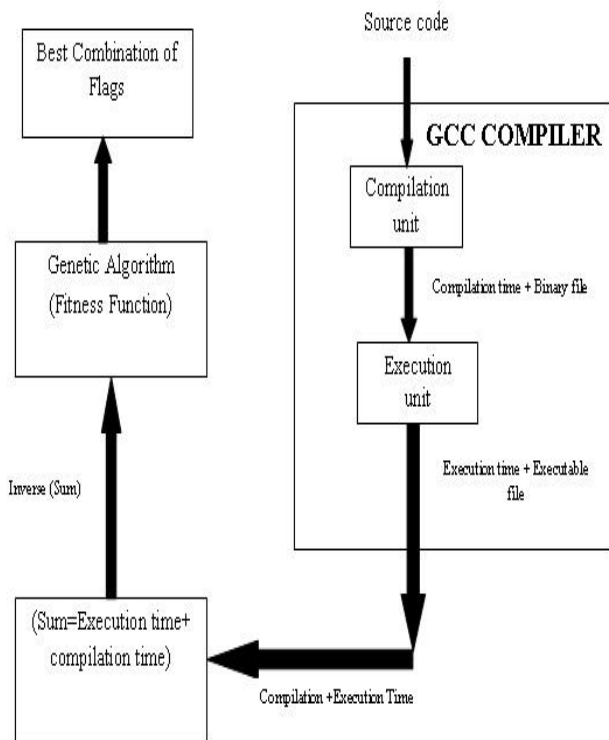 Source code
GCC COMPILER
Compilation
unit
Compilation time + Binary file
Execution
unit
Execution time + Executable
file
Compilation +Execution Time
(Sum=Execution time+
compilation time)
Inverse (Sum)
Genetic Algorithm
(Fitness Function)
Best Combination of
Flags